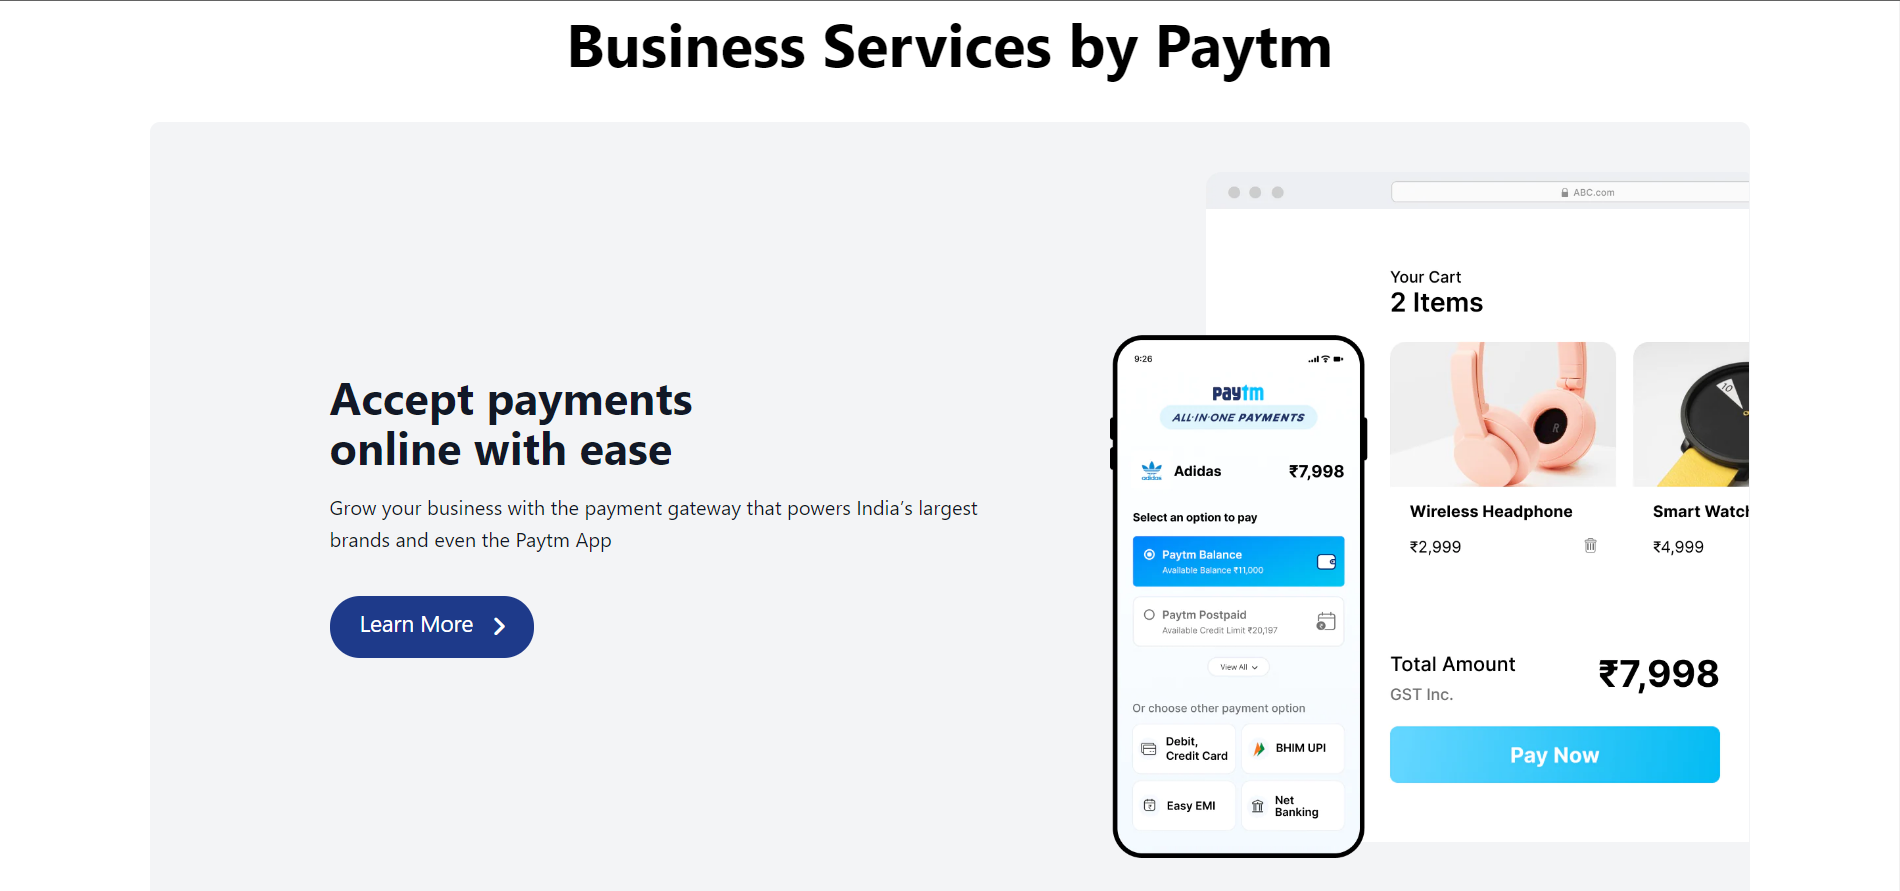 Business Services by Paytm
Accept payments
online with ease
Grow your business with the payment gateway that powers India’s largest
brands and even the Paytm App
Learn More
ABC.com
Your Cart
2 Items
R
10
Wireless Headphone
₹2,999
Smart Watch
₹4,999
Total Amount
GST Inc.
₹7,998
Pay Now
9:26
paytm
ALL-IN-ONE PAYMENTS
adidas
Adidas
₹7,998
Select an option to pay
Paytm Balance
Available Balance ₹11,000
Paytm Postpaid
Available Credit Limit ₹20,197
View All
Or choose other payment option
Debit,
Credit Card
BHIM UPI
Easy EMI
Net
Banking